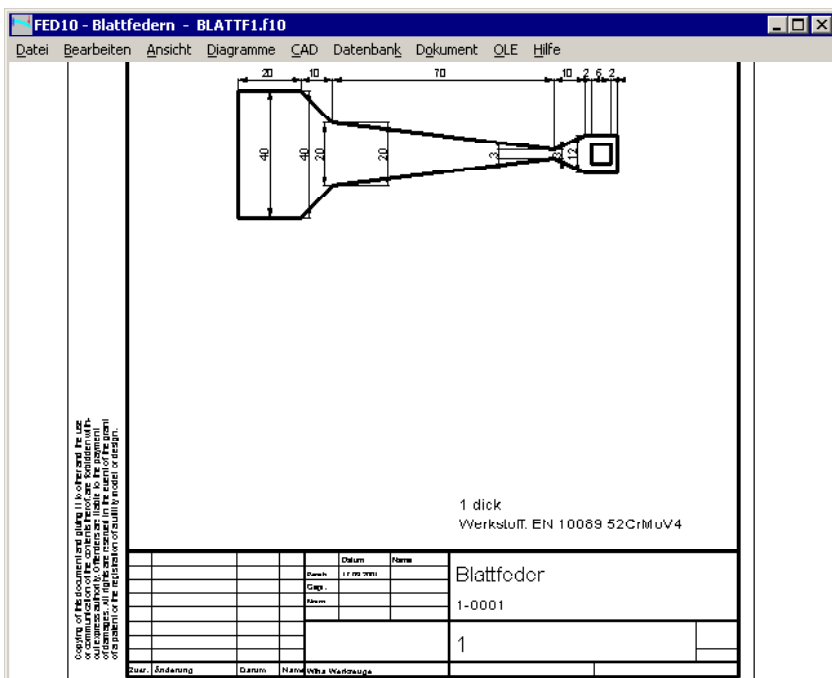 FED10 - Blattfedern - BLATTF1.f10
Datei Bearbeiten Ansicht Diagramme CAD Datenbank Dokument OLE Hilfe
20 10 70 10 2 6 2
40 40 20 20 3 3 12
Copying of this document and giving it to other and the use
or communication of the contents thereof, are forbidden with-
out express authority. Offenders are liable to the payment
of damages. All rights are reserved in the event of the grant
of a patent or the registration of a utility model or design.
1 dick
Werkstoff: EN 10089 52CrMoV4
Datum Name
Blattfeder
Gepr.
Norm
1-0001
1
Zust. Änderung Datum Name Wihs Werkzeuge